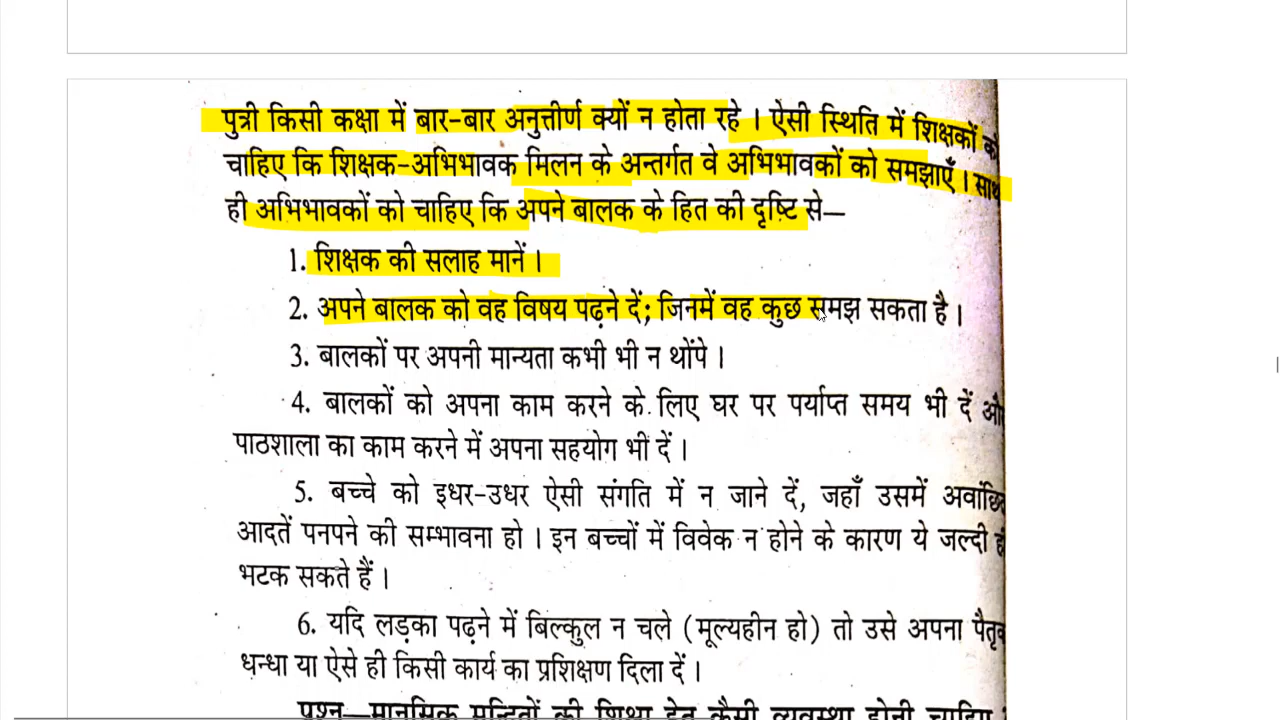 पुत्री किसी कक्षा में बार-बार अनुत्तीर्ण क्यों न होता रहे । ऐसी स्थिति में शिक्षकों
चाहिए कि शिक्षक-अभिभावक मिलन के अन्तर्गत वे अभिभावकों को समझाएँ । साथ
ही अभिभावकों को चाहिए कि अपने बालक के हित की दृष्टि से—
1. शिक्षक की सलाह मानें ।
2. अपने बालक को वह विषय पढ़ने दें; जिनमें वह कुछ समझ सकता है ।
3. बालकों पर अपनी मान्यता कभी भी न थोंपे ।
4. बालकों को अपना काम करने के लिए घर पर पर्याप्त समय भी दें
पाठशाला का काम करने में अपना सहयोग भी दें ।
5. बच्चे को इधर-उधर ऐसी संगति में न जाने दें, जहाँ उसमें
आदतें पनपने की सम्भावना हो । इन बच्चों में विवेक न होने के कारण ये जल्दी
भटक सकते हैं ।
6. यदि लड़का पढ़ने में बिल्कुल न चले (मूल्यहीन हो) तो उसे अपना
धन्धा या ऐसे ही किसी कार्य का प्रशिक्षण दिला दें ।
प्रश्न—मानसिक मन्दितों की शिक्षा हेतु कैसी व्यवस्था होनी चाहिए